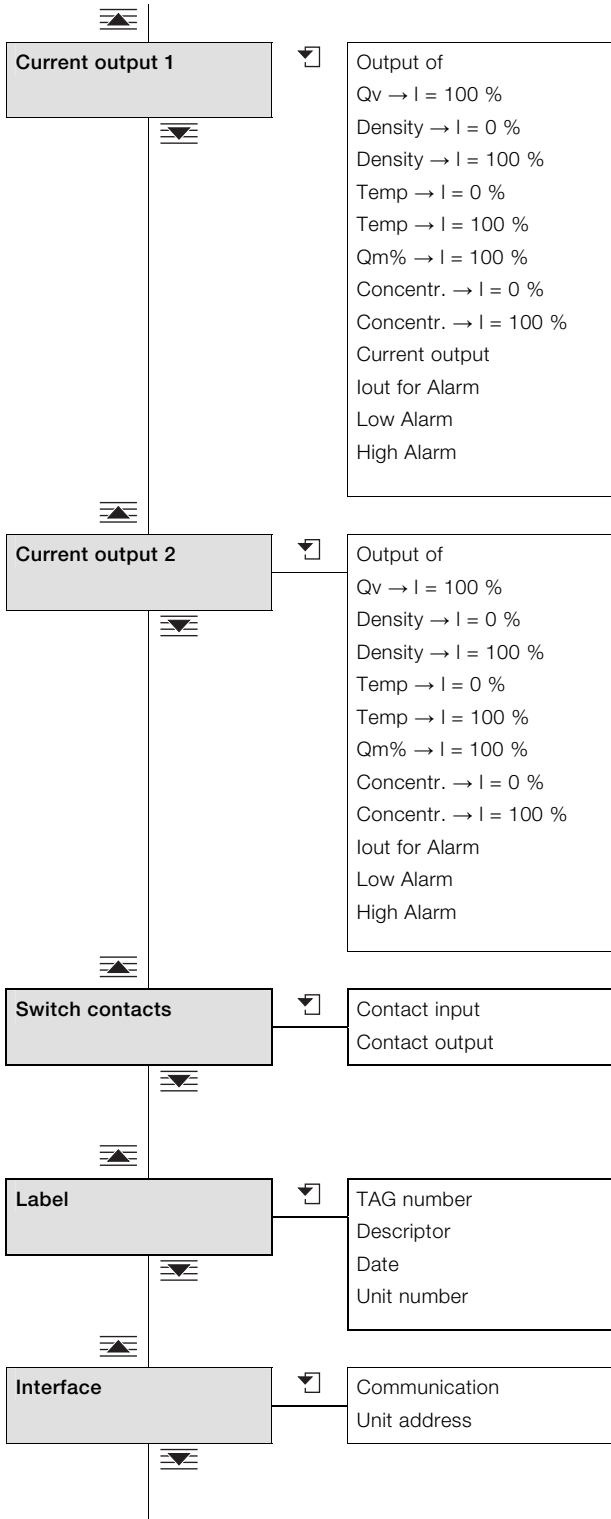 Current output 1
Output of
Qv → I = 100 %
Density → I = 0 %
Density → I = 100 %
Temp → I = 0 %
Temp → I = 100 %
Qm% → I = 100 %
Concentr. → I = 0 %
Concentr. → I = 100 %
Current output
Iout for Alarm
Low Alarm
High Alarm
Current output 2
Output of
Qv → I = 100 %
Density → I = 0 %
Density → I = 100 %
Temp → I = 0 %
Temp → I = 100 %
Qm% → I = 100 %
Concentr. → I = 0 %
Concentr. → I = 100 %
Iout for Alarm
Low Alarm
High Alarm
Switch contacts
Contact input
Contact output
Label
TAG number
Descriptor
Date
Unit number
Interface
Communication
Unit address